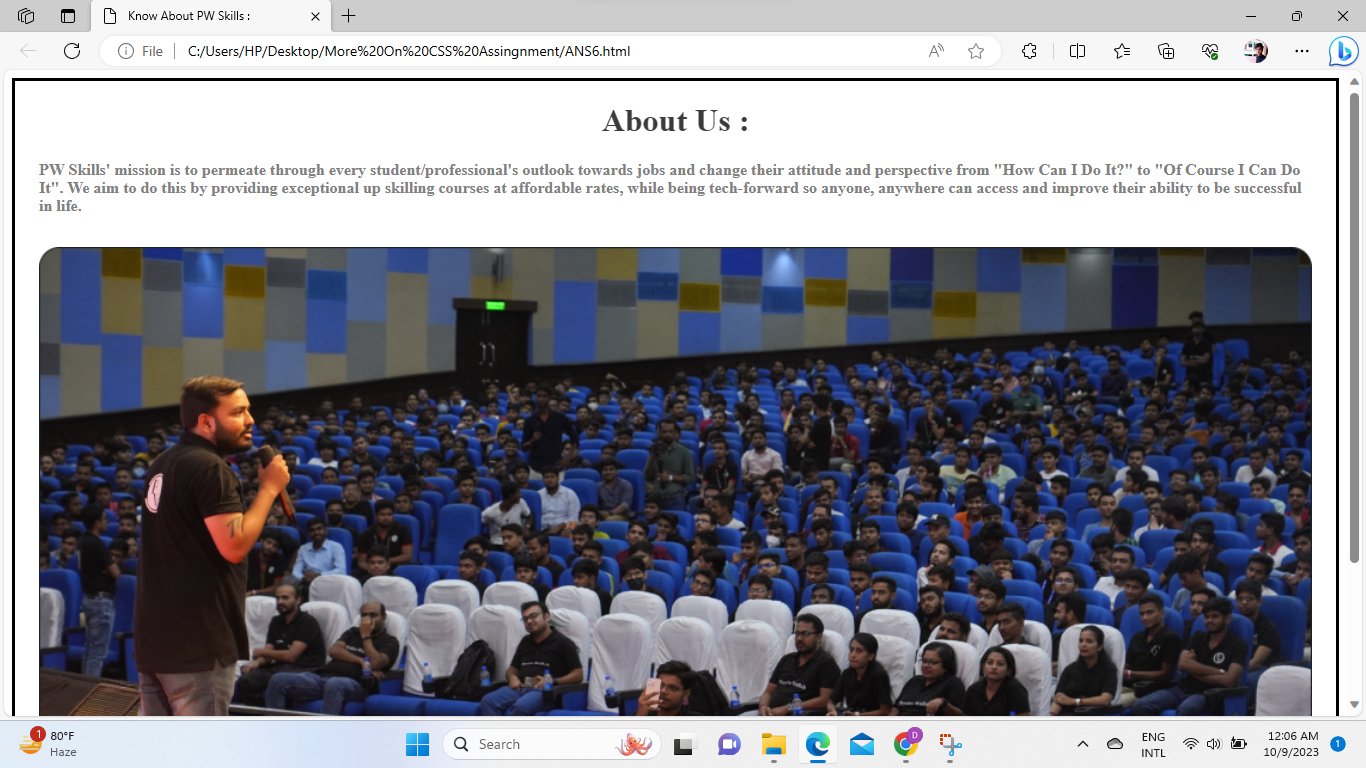 Know About PW Skills :
File
C:/Users/HP/Desktop/More%20On%20CSS%20Assingnment/ANS6.html
About Us :
PW Skills' mission is to permeate through every student/professional's outlook towards jobs and change their attitude and perspective from "How Can I Do It?" to "Of Course I Can Do
It". We aim to do this by providing exceptional up skilling courses at affordable rates, while being tech-forward so anyone, anywhere can access and improve their ability to be successful
in life.
1
80°F
Haze
Search
D
ENG
INTL
12:06 AM
10/9/2023
1